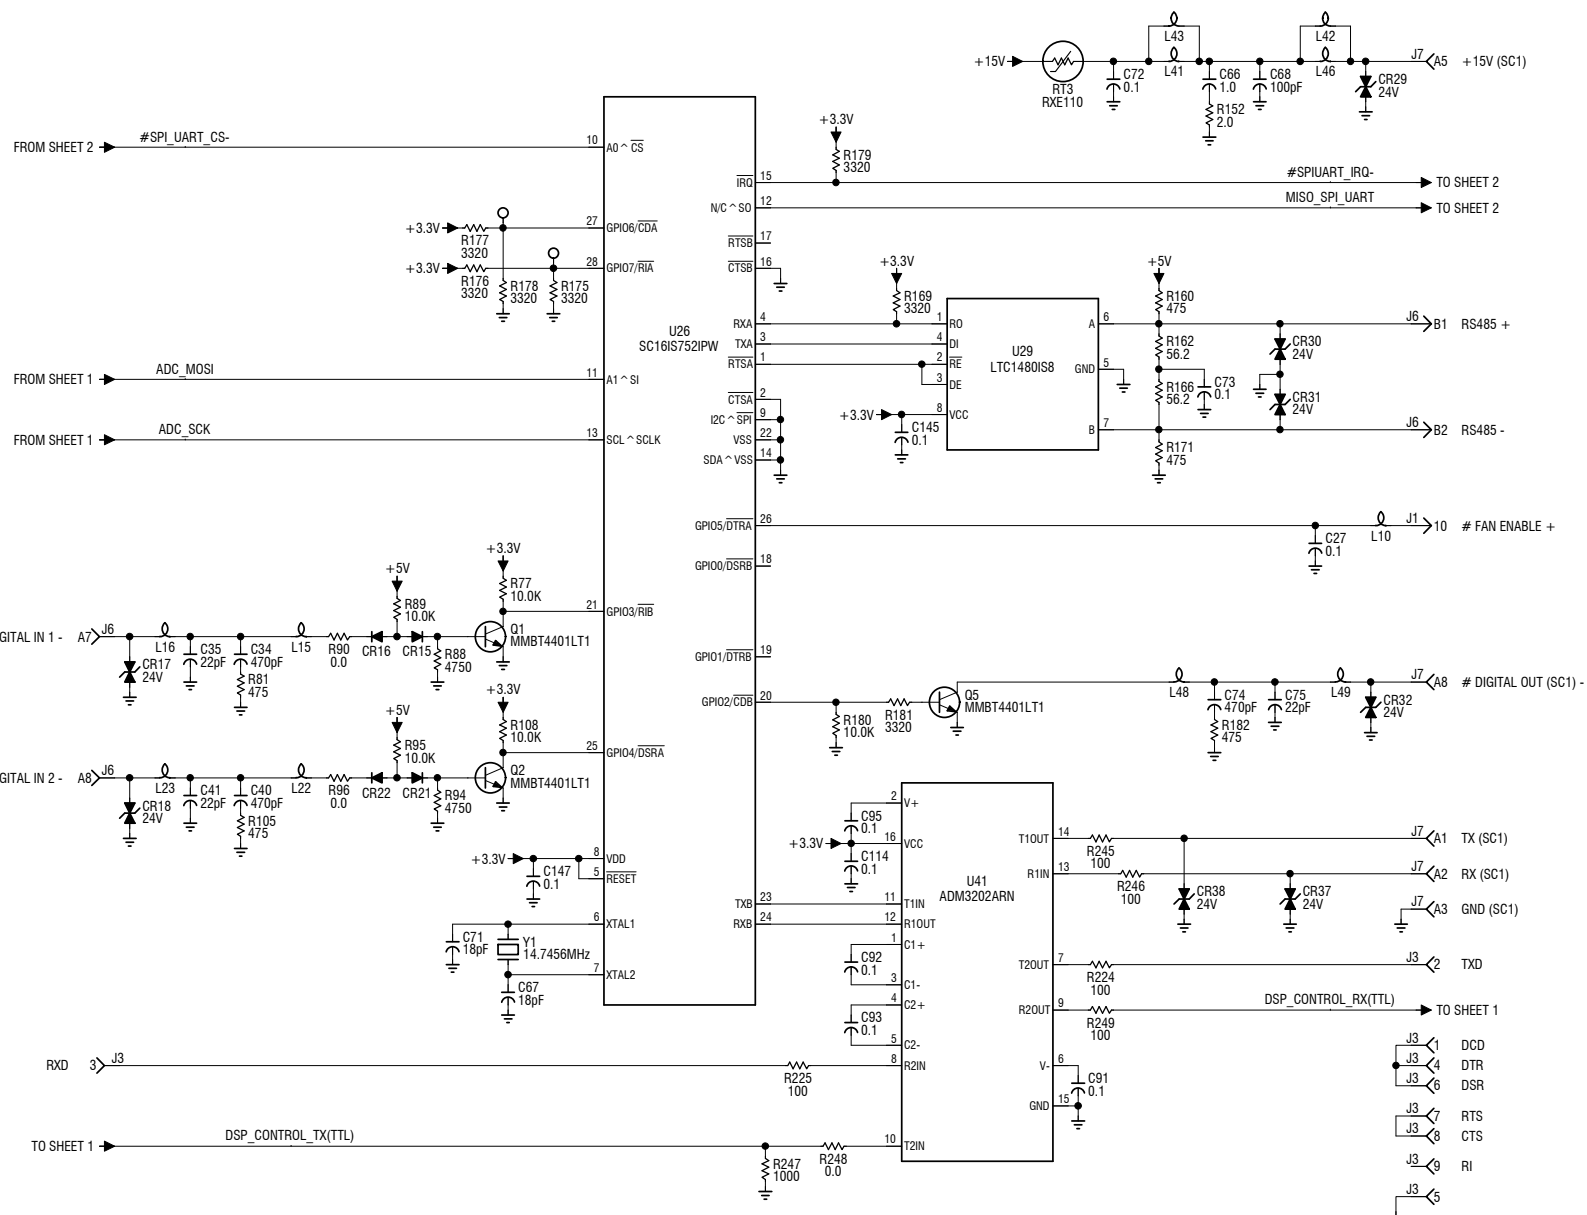 +15V
RT3
RXE110
C72
0.1
L43
L41
C66
1.0
R152
2.0
C68
100pF
L42
L46
CR29
24V
J7
A5
+15V (SC1)
FROM SHEET 2
#SPI_UART_CS-
10
A0 ^ CS
+3.3V
R179
3320
IRQ
15
#SPIUART_IRQ-
TO SHEET 2
N/C ^ SO
12
MISO_SPI_UART
TO SHEET 2
+3.3V
R177
3320
27
GPIO6/CDA
+3.3V
R176
3320
28
GPIO7/RIA
R178
3320
R175
3320
RTSB
17
CTSB
16
U26
SC16IS752IPW
+3.3V
R169
3320
RXA
4
TXA
3
RTSA
1
1
RO
4
DI
2
RE
3
DE
8
VCC
U29
LTC1480IS8
A
6
GND
5
B
7
+3.3V
C145
0.1
+5V
R160
475
R162
56.2
R166
56.2
C73
0.1
R171
475
CR30
24V
CR31
24V
J6
B1
RS485 +
J6
B2
RS485 -
FROM SHEET 1
ADC_MOSI
11
A1 ^ SI
CTSA
2
I2C ^ SPI
9
VSS
22
SDA ^ VSS
14
FROM SHEET 1
ADC_SCK
13
SCL ^ SCLK
GPIO5/DTRA
26
C27
0.1
L10
J1
10
# FAN ENABLE +
GPIO0/DSRB
18
GITAL IN 1 -
A7
J6
CR17
24V
L16
C35
22pF
C34
470pF
R81
475
L15
R90
0.0
CR16
+5V
R89
10.0K
CR15
R88
4750
+3.3V
R77
10.0K
Q1
MMBT4401LT1
21
GPIO3/RIB
GPIO1/DTRB
19
GPIO2/CDB
20
R180
10.0K
R181
3320
Q5
MMBT4401LT1
L48
C74
470pF
R182
475
C75
22pF
L49
CR32
24V
J7
A8
# DIGITAL OUT (SC1) -
GITAL IN 2 -
A8
J6
CR18
24V
L23
C41
22pF
C40
470pF
R105
475
L22
R96
0.0
CR22
+5V
R95
10.0K
CR21
R94
4750
+3.3V
R108
10.0K
Q2
MMBT4401LT1
25
GPIO4/DSRA
+3.3V
C147
0.1
8
VDD
5
RESET
6
XTAL1
7
XTAL2
C71
18pF
Y1
14.7456MHz
C67
18pF
TXB
23
RXB
24
C95
0.1
+3.3V
C114
0.1
C92
0.1
C93
0.1
2
V+
16
VCC
11
T1IN
12
R1OUT
1
C1+
3
C1-
4
C2+
5
C2-
8
R2IN
10
T2IN
U41
ADM3202ARN
T1OUT
14
R1IN
13
T2OUT
7
R2OUT
9
V-
6
GND
15
C91
0.1
R245
100
R246
100
CR38
24V
CR37
24V
J7
A1
TX (SC1)
J7
A2
RX (SC1)
J7
A3
GND (SC1)
R224
100
J3
2
TXD
R249
100
DSP_CONTROL_RX(TTL)
TO SHEET 1
RXD
3
J3
R225
100
TO SHEET 1
DSP_CONTROL_TX(TTL)
R247
1000
R248
0.0
J3
1
DCD
J3
4
DTR
J3
6
DSR
J3
7
RTS
J3
8
CTS
J3
9
RI
J3
5